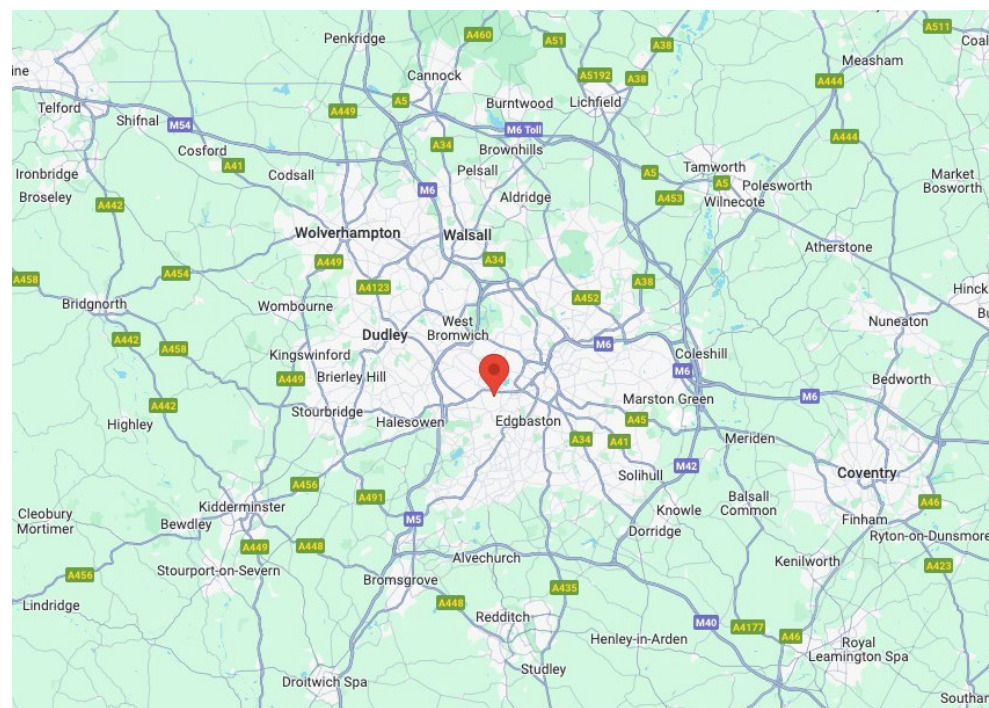 A511
A460
A51
A38
Penkridge
Coal
Measham
Cannock
A5192
A38
A444
ine
A5
Burntwood
Lichfield
Telford
A449
Shifnal
M54
M6 Toll
A444
Cosford
A34
Brownhills
A41
Pelsall
Tamworth
Ironbridge
Codsall
A5
A5
Polesworth
Market
Bosworth
Broseley
M6
Aldridge
A453
Wilnecote
A442
Wolverhampton
Walsall
Atherstone
A449
A34
A454
A458
A4123
A38
Hinck
Bridgnorth
Wombourne
A452
Bu
West
Bromwich
Nuneaton
A442
Dudley
M6
A458
Kingswinford
Coleshill
Brierley Hill
M6
A449
Bedworth
A442
Marston Green
M6
Stourbridge
Halesowen
Edgbaston
A45
Highley
A34
A41
Meriden
Solihull
M42
Coventry
A456
A491
Kidderminster
Balsall
Common
A46
Cleobury
Mortimer
Bewdley
M5
Knowle
Finham
Dorridge
Ryton-on-Dunsmore
A449
A448
Alvechurch
Kenilworth
A423
Stourport-on-Severn
A456
Bromsgrove
A435
Lindridge
A448
Redditch
M40
A4177
A46
Henley-in-Arden
Royal
Leamington Spa
Studley
Droitwich Spa
Southar